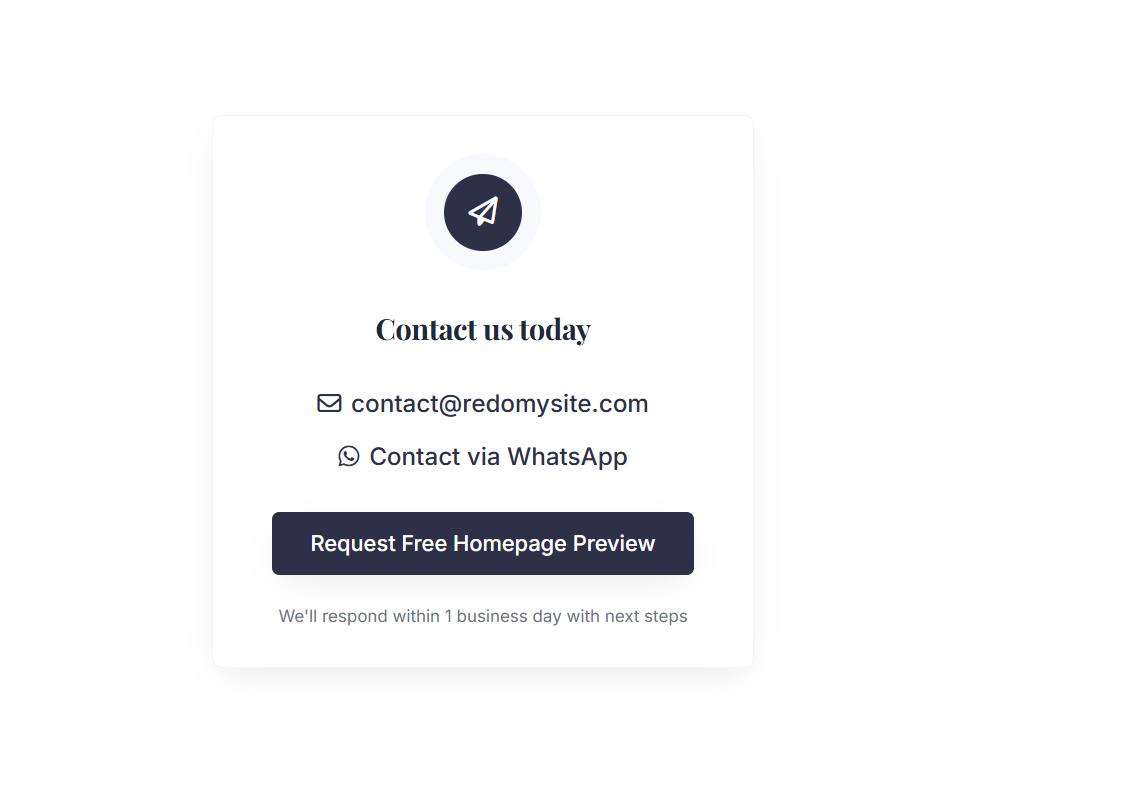 Contact us today
contact@redomysite.com
Contact via WhatsApp
Request Free Homepage Preview
We'll respond within 1 business day with next steps